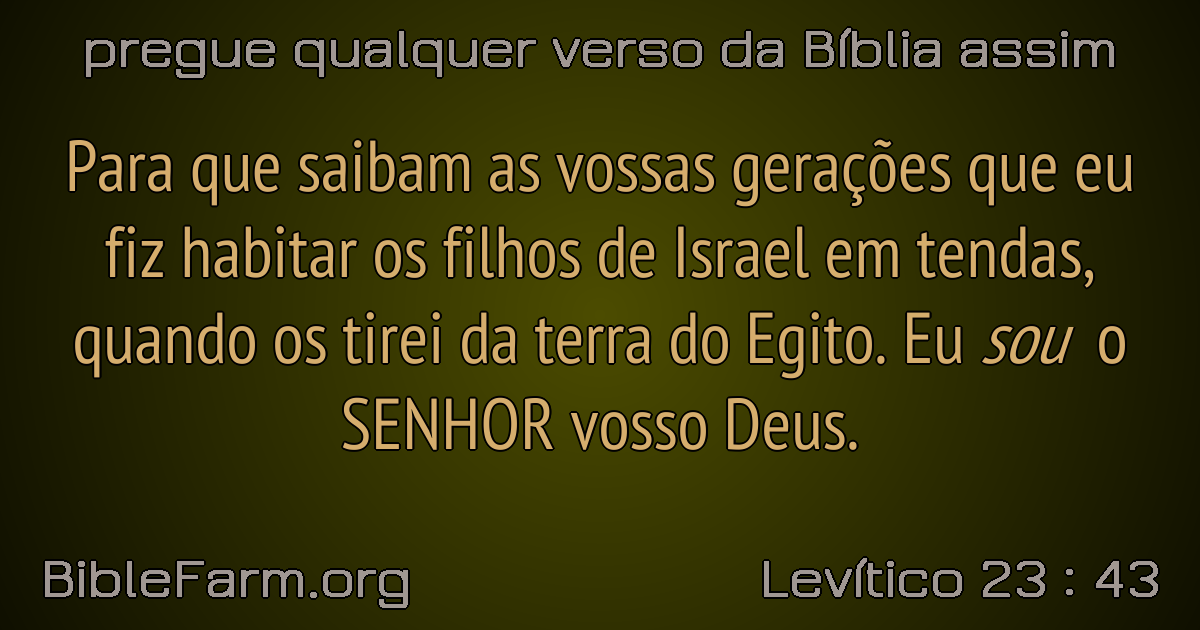 pregue qualquer verso da Bíblia assim
Para que saibam as vossas gerações que eu
fiz habitar os filhos de Israel em tendas,
quando os tirei da terra do Egito. Eu sou o
SENHOR vosso Deus.
BibleFarm.org
Levítico 23 : 43